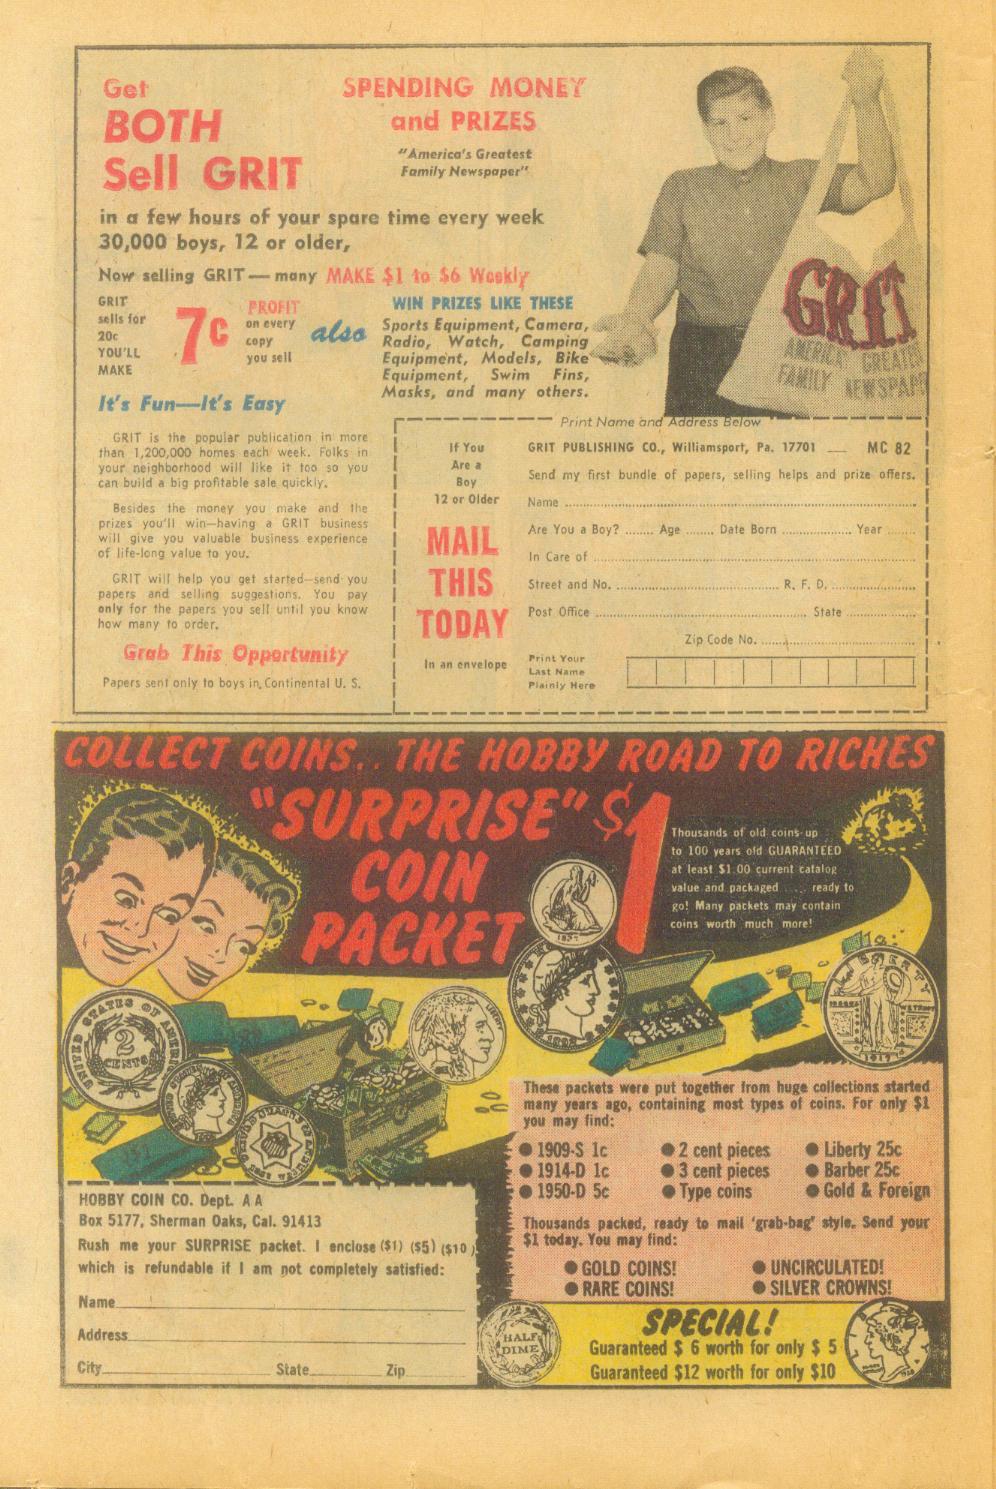 Get
BOTH
Sell GRIT
SPENDING MONEY
and PRIZES
"America's Greatest
Family Newspaper"
in a few hours of your spare time every week
30,000 boys, 12 or older,
Now selling GRIT — many MAKE $1 to $6 Weekly
GRIT
sells for
20c
YOU'LL
MAKE
7c
PROFIT
on every
copy
you sell
also
WIN PRIZES LIKE THESE
Sports Equipment, Camera,
Radio, Watch, Camping
Equipment, Models, Bike
Equipment, Swim Fins,
Masks, and many others.
GRIT
AMERICA'S GREATEST
FAMILY NEWSPAP
It's Fun—It's Easy
GRIT is the popular publication in more
than 1,200,000 homes each week. Folks in
your neighborhood will like it too so you
can build a big profitable sale quickly.
Besides the money you make and the
prizes you'll win—having a GRIT business
will give you valuable business experience
of life-long value to you.
GRIT will help you get started—send you
papers and selling suggestions. You pay
only for the papers you sell until you know
how many to order.
Grab This Opportunity
Papers sent only to boys in Continental U. S.
If You
Are a
Boy
12 or Older
MAIL
THIS
TODAY
In an envelope
Print Name and Address Below
GRIT PUBLISHING CO., Williamsport, Pa. 17701 __ MC 82
Send my first bundle of papers, selling helps and prize offers.
Name
Are You a Boy? ....... Age ....... Date Born .................. Year .......
In Care of
Street and No. ............ R. F. D. ............
Post Office ............ State ............
Zip Code No. ............
Print Your
Last Name
Plainly Here
COLLECT COINS.. THE HOBBY ROAD TO RICHES
"SURPRISE" $1
COIN
PACKET
Thousands of old coins up
to 100 years old GUARANTEED
at least $1.00 current catalog
value and packaged .... ready to
go! Many packets may contain
coins worth much more!
UNITED STATES OF AMERICA
2
CENTS
LIBERTY
1917
These packets were put together from huge collections started
many years ago, containing most types of coins. For only $1
you may find:
● 1909-S 1c ● 2 cent pieces ● Liberty 25c
● 1914-D 1c ● 3 cent pieces ● Barber 25c
● 1950-D 5c ● Type coins ● Gold & Foreign
Thousands packed, ready to mail 'grab-bag' style. Send your
$1 today. You may find:
● GOLD COINS! ● UNCIRCULATED!
● RARE COINS! ● SILVER CROWNS!
HOBBY COIN CO. Dept. A A
Box 5177, Sherman Oaks, Cal. 91413
Rush me your SURPRISE packet. I enclose ($1) ($5) ($10)
which is refundable if I am not completely satisfied:
Name
Address
City State Zip
HALF
DIME
SPECIAL!
Guaranteed $ 6 worth for only $ 5
Guaranteed $12 worth for only $10